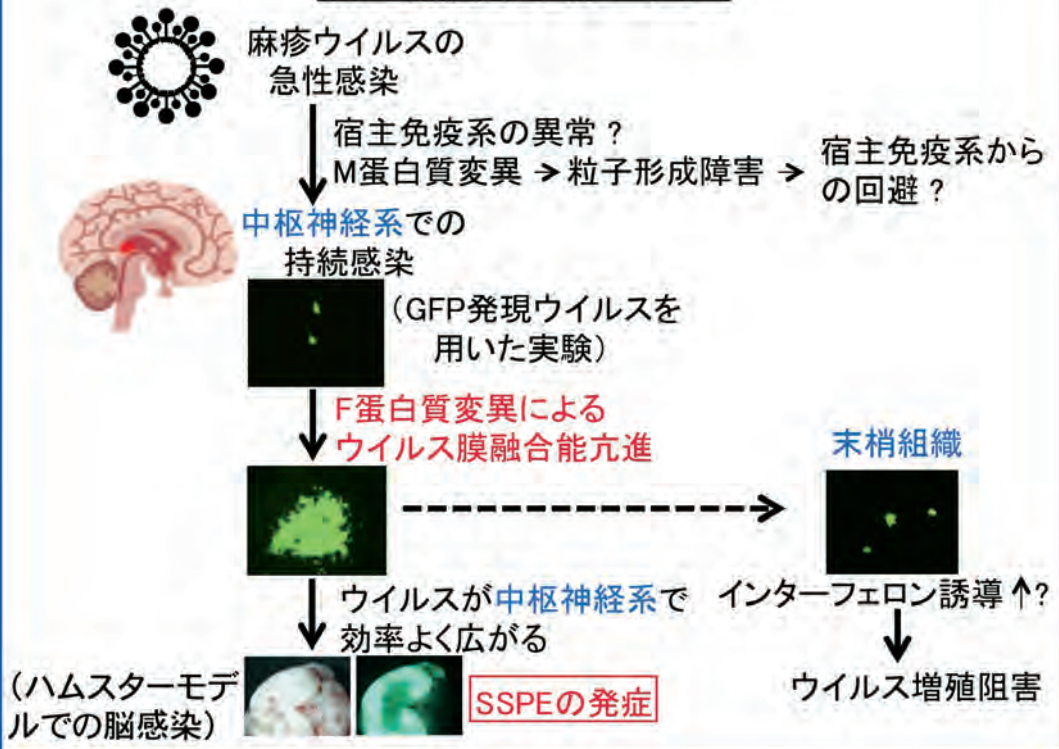 麻疹ウイルスの
急性感染
宿主免疫系の異常？
M蛋白質変異 → 粒子形成障害 →
宿主免疫系から
の回避？
中枢神経系での
持続感染
（GFP発現ウイルスを
用いた実験）
F蛋白質変異による
ウイルス膜融合能亢進
末梢組織
ウイルスが中枢神経系で
効率よく広がる
インターフェロン誘導↑?
ウイルス増殖阻害
（ハムスターモデ
ルでの脳感染）
SSPEの発症